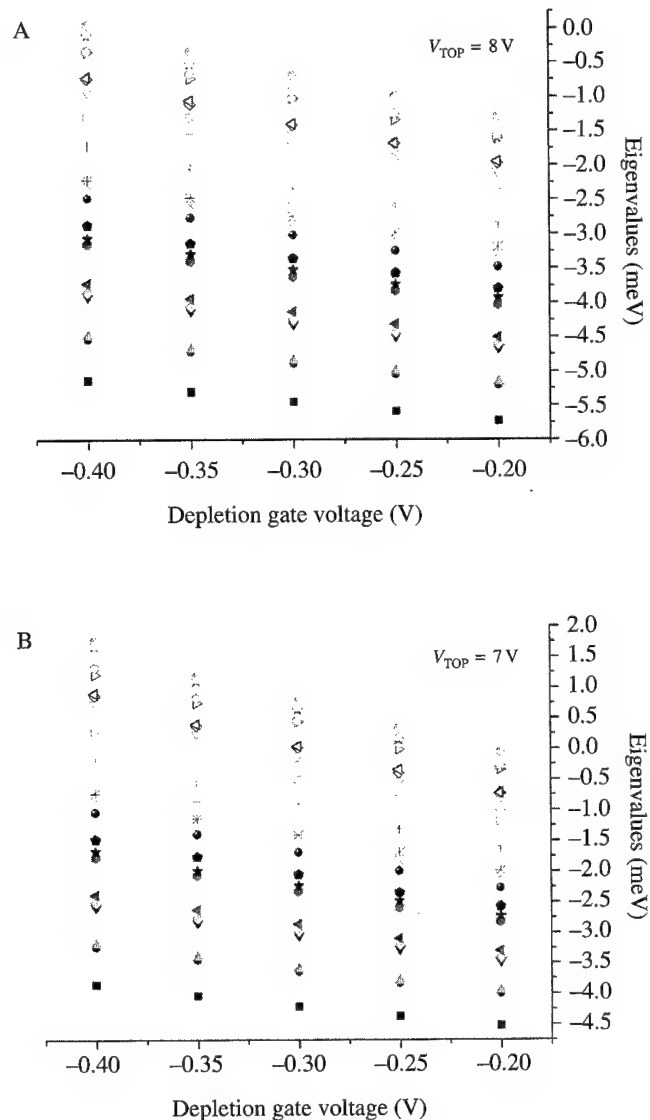 A
V_TOP = 8 V
0.0
−0.5
−1.0
−1.5
−2.0
−2.5
−3.0
−3.5
−4.0
−4.5
−5.0
−5.5
−6.0
Eigenvalues (meV)
−0.40 −0.35 −0.30 −0.25 −0.20
Depletion gate voltage (V)
B
V_TOP = 7 V
2.0
1.5
1.0
0.5
0.0
−0.5
−1.0
−1.5
−2.0
−2.5
−3.0
−3.5
−4.0
−4.5
Eigenvalues (meV)
−0.40 −0.35 −0.30 −0.25 −0.20
Depletion gate voltage (V)